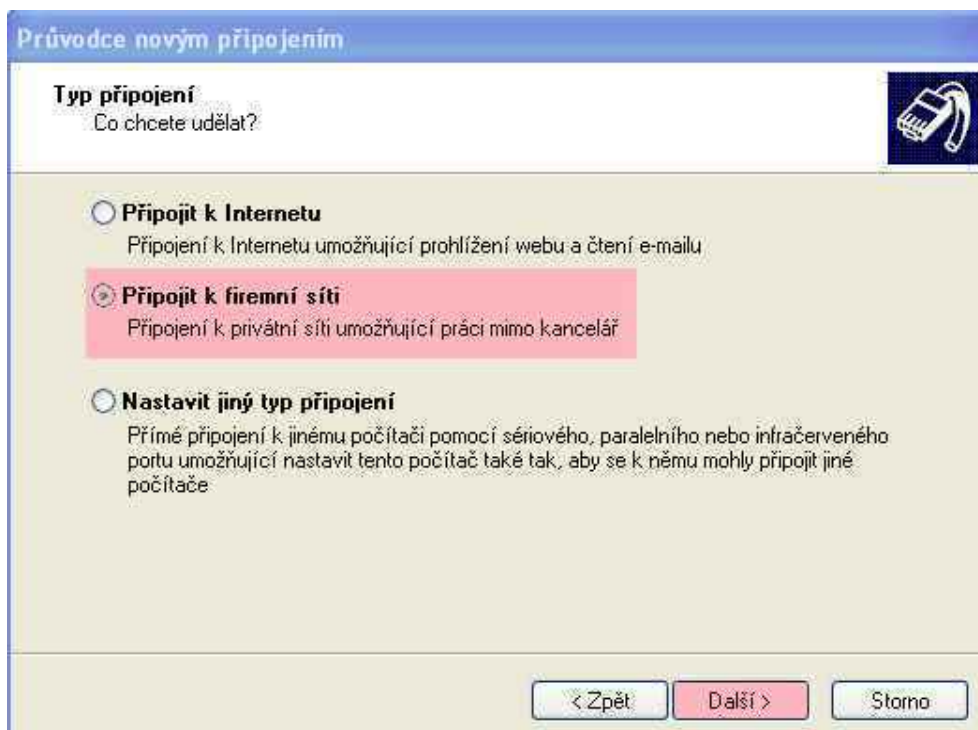 Průvodce novým připojením
Typ připojení
Co chcete udělat?
Připojit k Internetu
Připojení k Internetu umožňující prohlížení webu a čtení e-mailu
Připojit k firemní síti
Připojení k privátní síti umožňující práci mimo kancelář
Nastavit jiný typ připojení
Přímé připojení k jinému počítači pomocí sériového, paralelního nebo infračerveného
portu umožňující nastavit tento počítač také tak, aby se k němu mohly připojit jiné
počítače
< Zpět Další > Storno